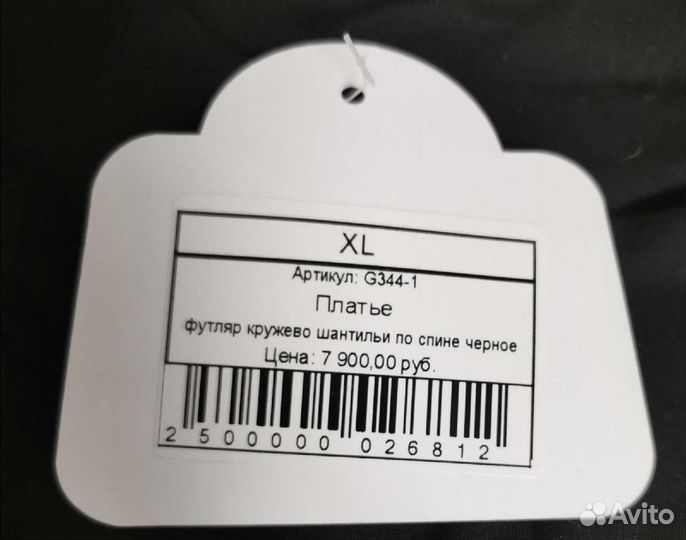 XL
Артикул: G344-1
Платье
футляр кружево шантильи по спине черное
Цена: 7 900,00 руб.
2 500000 026812
Avito